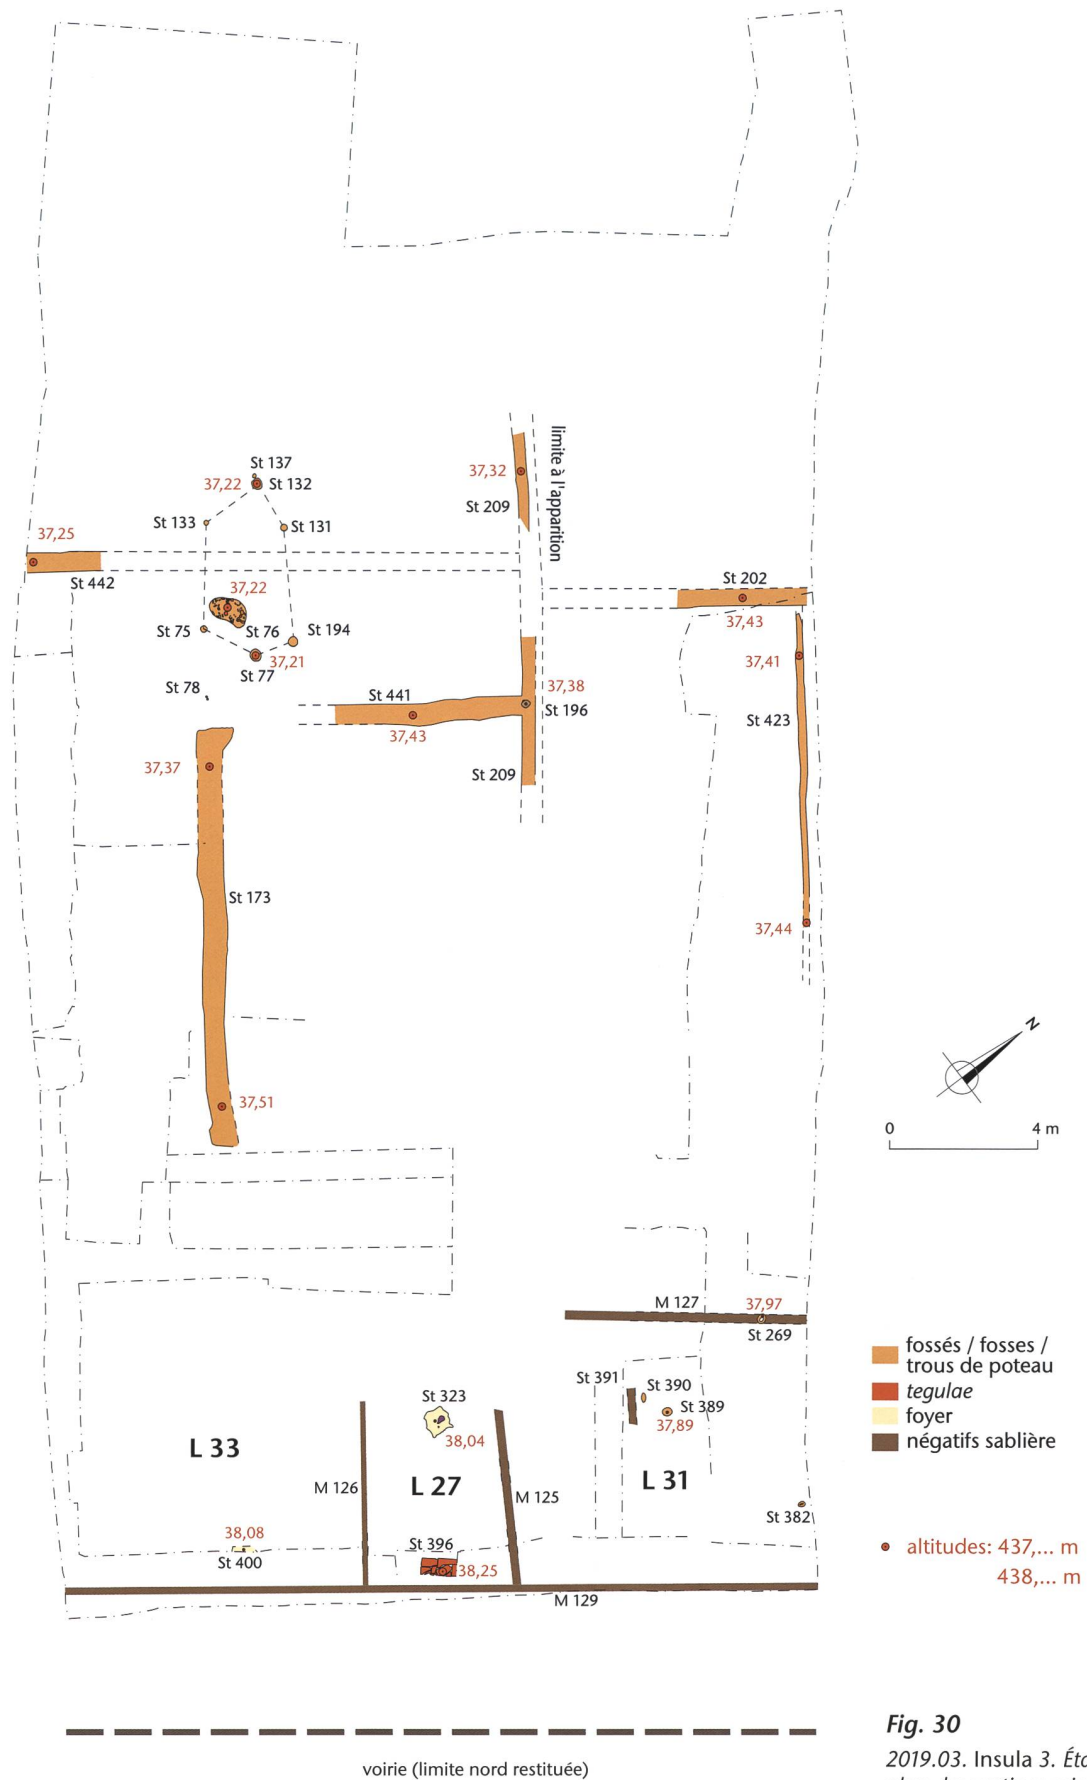 limite à l'apparition
St 137
37,22
St 132
37,32
St 209
St 133
St 131
37,25
St 442
37,22
St 202
37,43
St 75
St 76
St 194
37,21
St 77
37,41
St 78
St 441
37,38
St 196
37,43
St 423
37,37
St 209
St 173
37,44
N
37,51
0 4 m
M 127
37,97
St 269
fossés / fosses /
trous de poteau
tegulae
foyer
négatifs sablière
St 391
St 390
St 323
St 389
37,89
38,04
L 33
L 27
L 31
M 126
M 125
St 382
38,08
St 400
St 396
38,25
altitudes: 437,... m
438,... m
M 129
voirie (limite nord restituée)
Fig. 30
2019.03. Insula 3. Éta